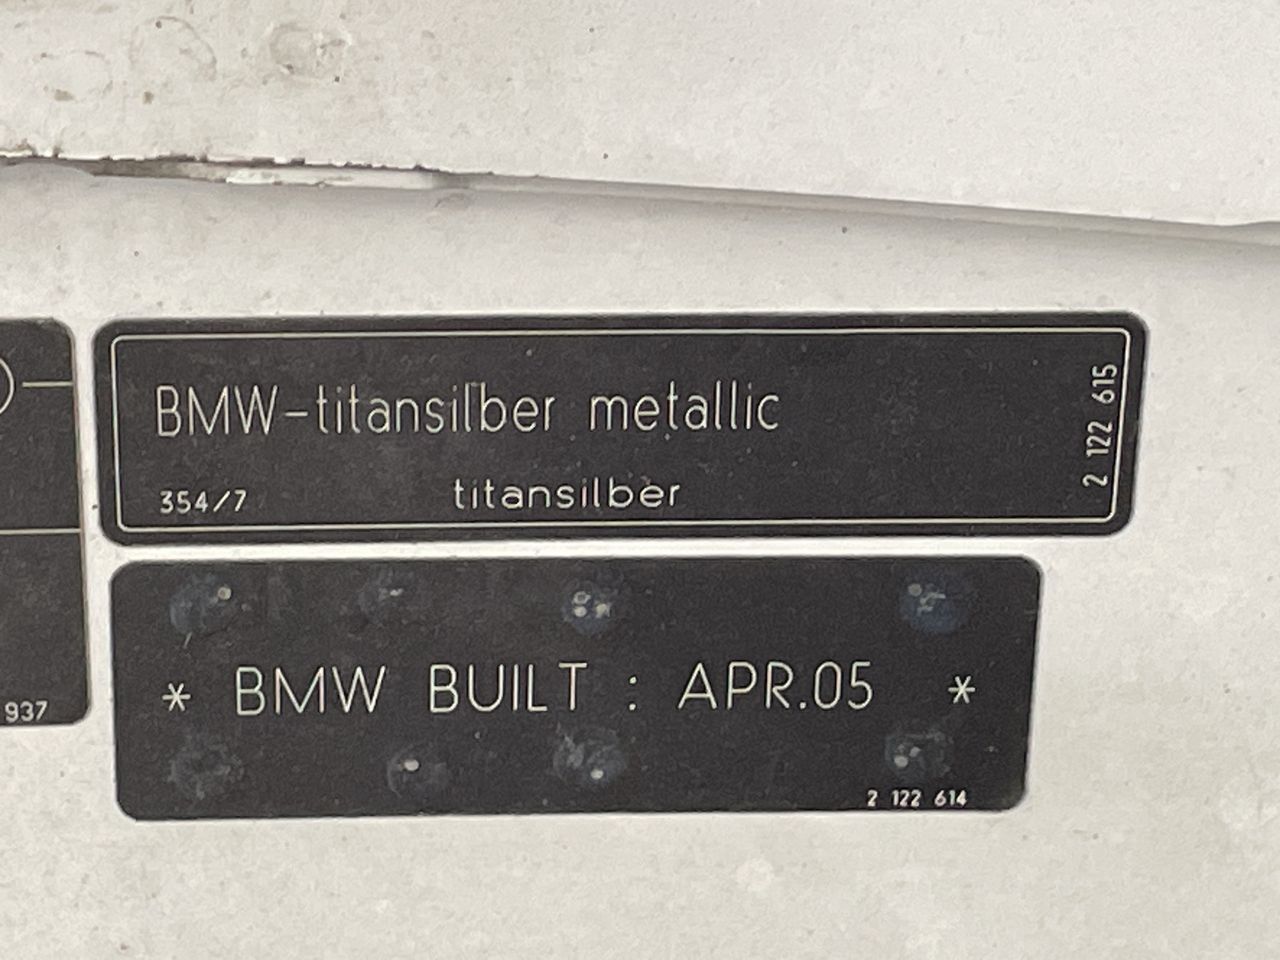 BMW-titansilber metallic
354/7 titansilber
2 122 615
* BMW BUILT : APR.05 *
2 122 614
937